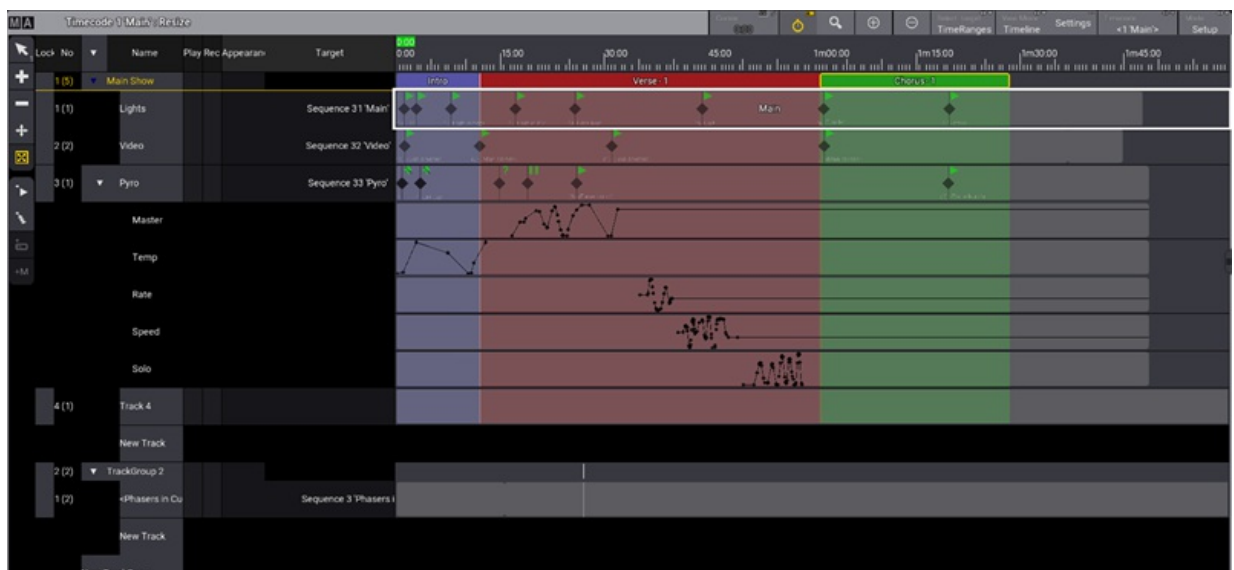 MA Timecode 1 'Main' : Resize
TimeRanges Timeline Settings <1 'Main'> Setup
Lock No Name Play Rec Appearan Target
0:00
0:00 15:00 30:00 45:00 1m00:00 1m15:00 1m30:00 1m45:00
1 (5) Main Show Intro Verse - 1 Chorus - 1
1 (1) Lights Sequence 31 'Main' Main
2 (2) Video Sequence 32 'Video'
3 (1) Pyro Sequence 33 'Pyro'
Master
Temp
Rate
Speed
Solo
+M
4 (1) Track 4
New Track
2 (2) TrackGroup 2
1 (2) <Phasers in Cu Sequence 3 'Phasers i
New Track